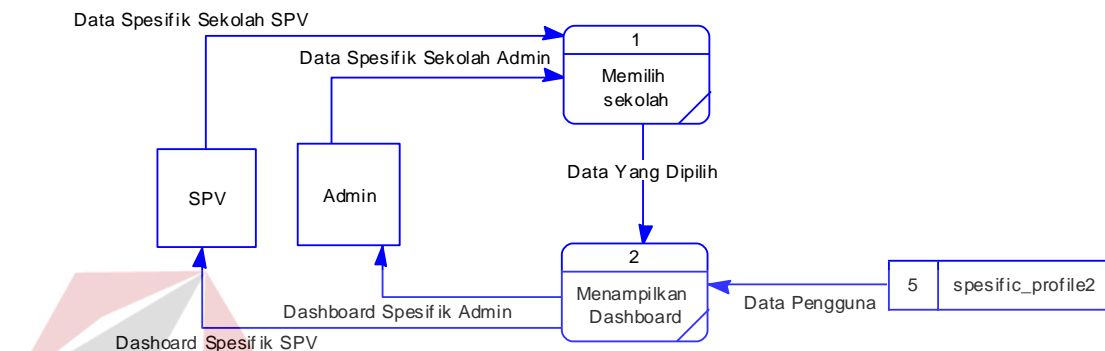 Data Spesifik Sekolah SPV
1
Data Spesifik Sekolah Admin
Memilih
sekolah
Data Yang Dipilih
SPV
Admin
2
Menampilkan
Dashboard
5
spesific_profile2
Data Pengguna
Dashboard Spesifik Admin
Dashoard Spesifik SPV